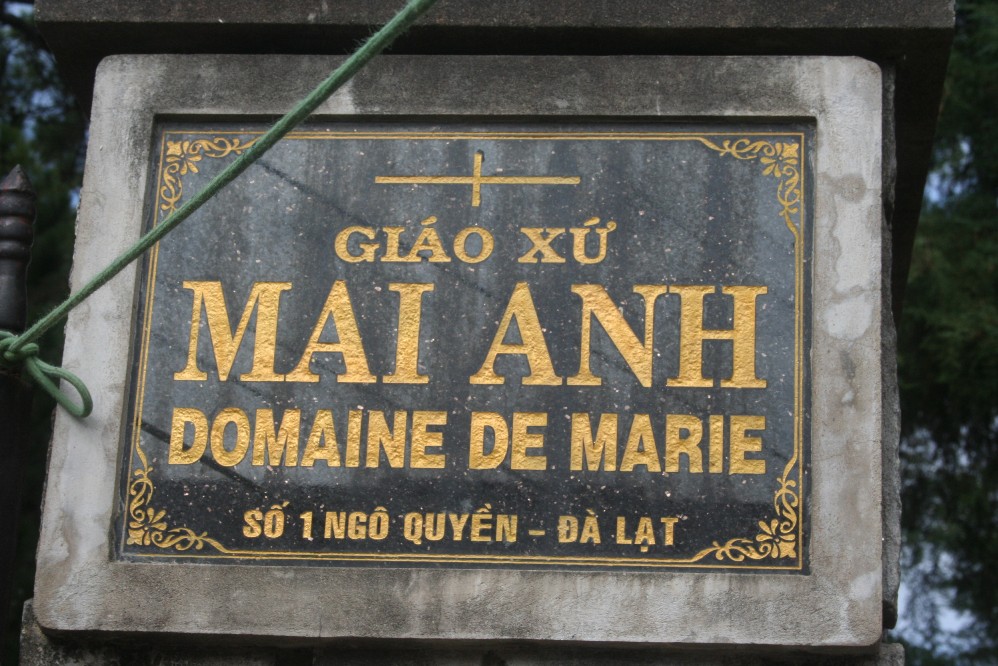 GIÁO XỨ
MAI ANH
DOMAINE DE MARIE
SỐ 1 NGÔ QUYỀN - ĐÀ LẠT